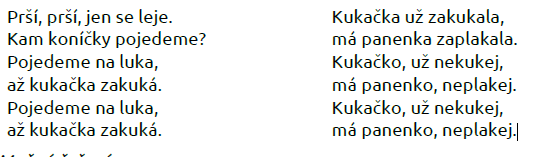 Prší, prší, jen se leje.
Kam koníčky pojedeme?
Pojedeme na luka,
až kukačka zakuká.
Pojedeme na luka,
až kukačka zakuká.
Kukačka už zakukala,
má panenka zaplakala.
Kukačko, už nekukej,
má panenko, neplakej.
Kukačko, už nekukej,
má panenko, neplakej.